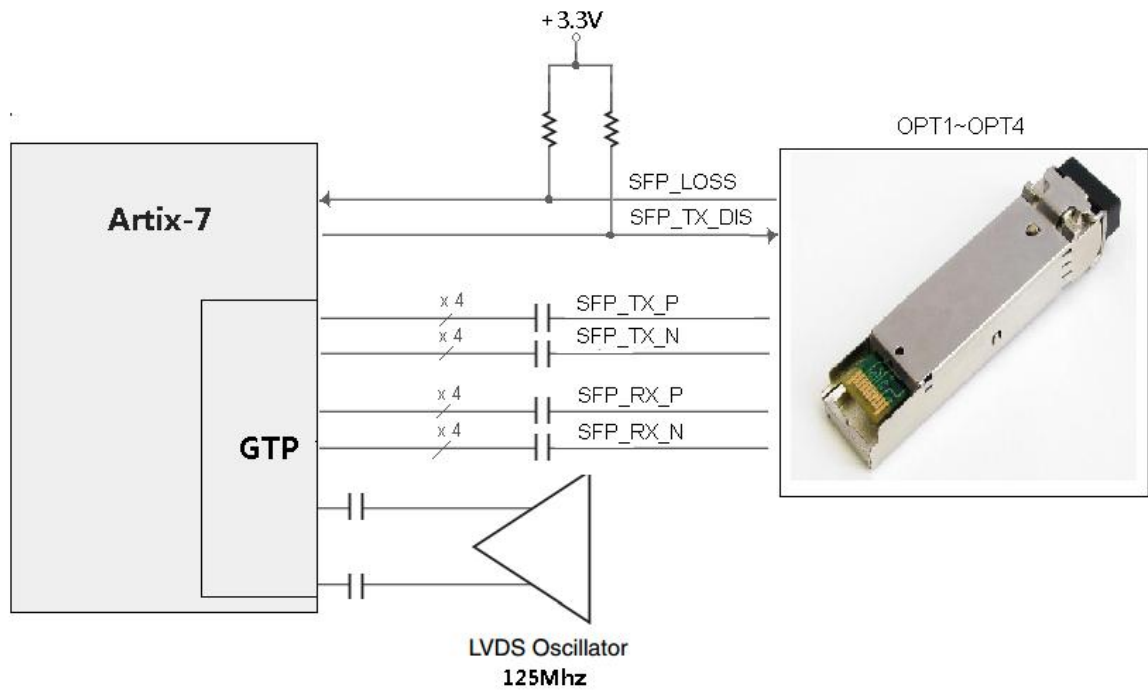 +3.3V
OPT1~OPT4
SFP_LOSS
Artix-7
SFP_TX_DIS
x 4
SFP_TX_P
x 4
SFP_TX_N
x 4
SFP_RX_P
x 4
SFP_RX_N
GTP
LVDS Oscillator
125Mhz